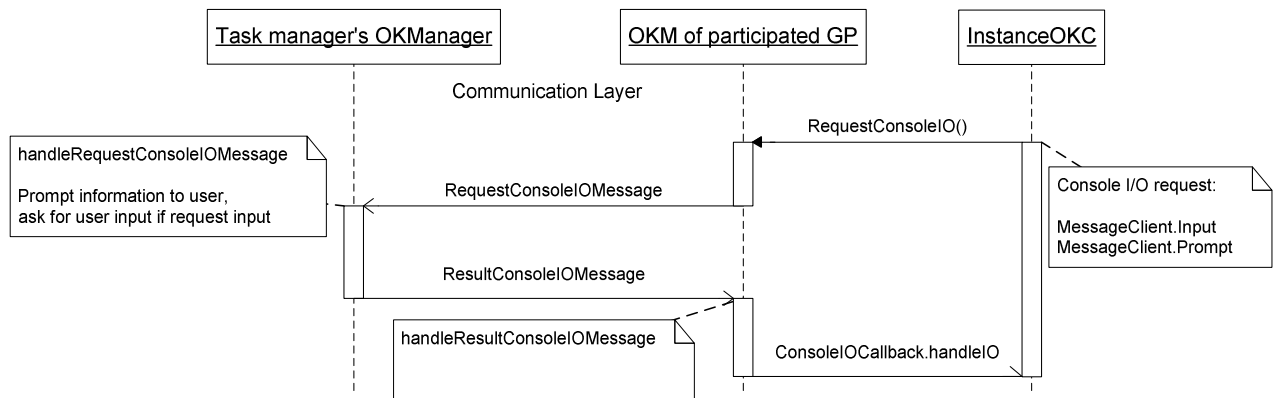 Task manager's OKManager
OKM of participated GP
InstanceOKC
Communication Layer
RequestConsoleIO()
handleRequestConsoleIOMessage
Prompt information to user,
ask for user input if request input
RequestConsoleIOMessage
Console I/O request:
MessageClient.Input
MessageClient.Prompt
ResultConsoleIOMessage
handleResultConsoleIOMessage
ConsoleIOCallback.handleIO